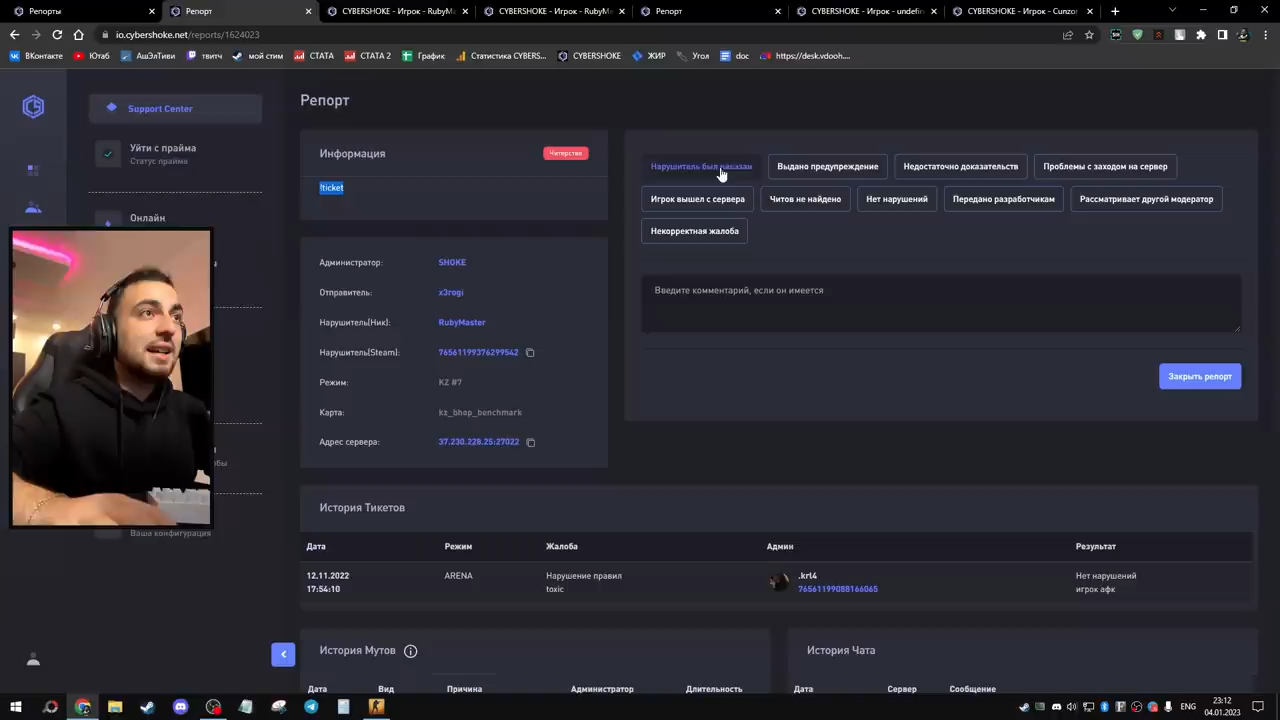 Репорты
Репорт
CYBERSHOKE - Игрок - RubyMa
CYBERSHOKE - Игрок - RubyMa
Репорт
CYBERSHOKE - Игрок - undefin
CYBERSHOKE - Игрок - Cunzor
io.cybershoke.net/reports/1624023
ВКонтакте
Ютаб
АшЭлТиви
твитч
мой стим
СТАТА
СТАТА 2
График
Статистика CYBERS...
CYBERSHOKE
ЖИР
Угол
doc
https://desk.vdooh...
Support Center
Уйти с прайма
Статус прайма
Онлайн
Ваша конфигурация
Репорт
Информация
Читерство
!ticket
Администратор:
SHOKE
Отправитель:
x3rogi
Нарушитель(Ник):
RubyMaster
Нарушитель(Steam):
76561199376299542
Режим:
KZ #7
Карта:
kz_bhop_benchmark
Адрес сервера:
37.230.228.25:27022
Нарушитель был наказан
Выдано предупреждение
Недостаточно доказательств
Проблемы с заходом на сервер
Игрок вышел с сервера
Читов не найдено
Нет нарушений
Передано разработчикам
Рассматривает другой модератор
Некорректная жалоба
Введите комментарий, если он имеется
Закрыть репорт
История Тикетов
Дата
Режим
Жалоба
Админ
Результат
12.11.2022
17:54:10
ARENA
Нарушение правил
toxic
.krl4
76561199088166065
Нет нарушений
игрок афк
История Мутов
Дата
Вид
Причина
Администратор
Длительность
История Чата
Дата
Сервер
Сообщение
23:12
04.01.2023